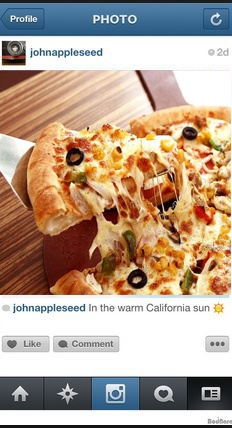 Profile
PHOTO
johnappleseed
2d
johnappleseed In the warm California sun
Like
Comment